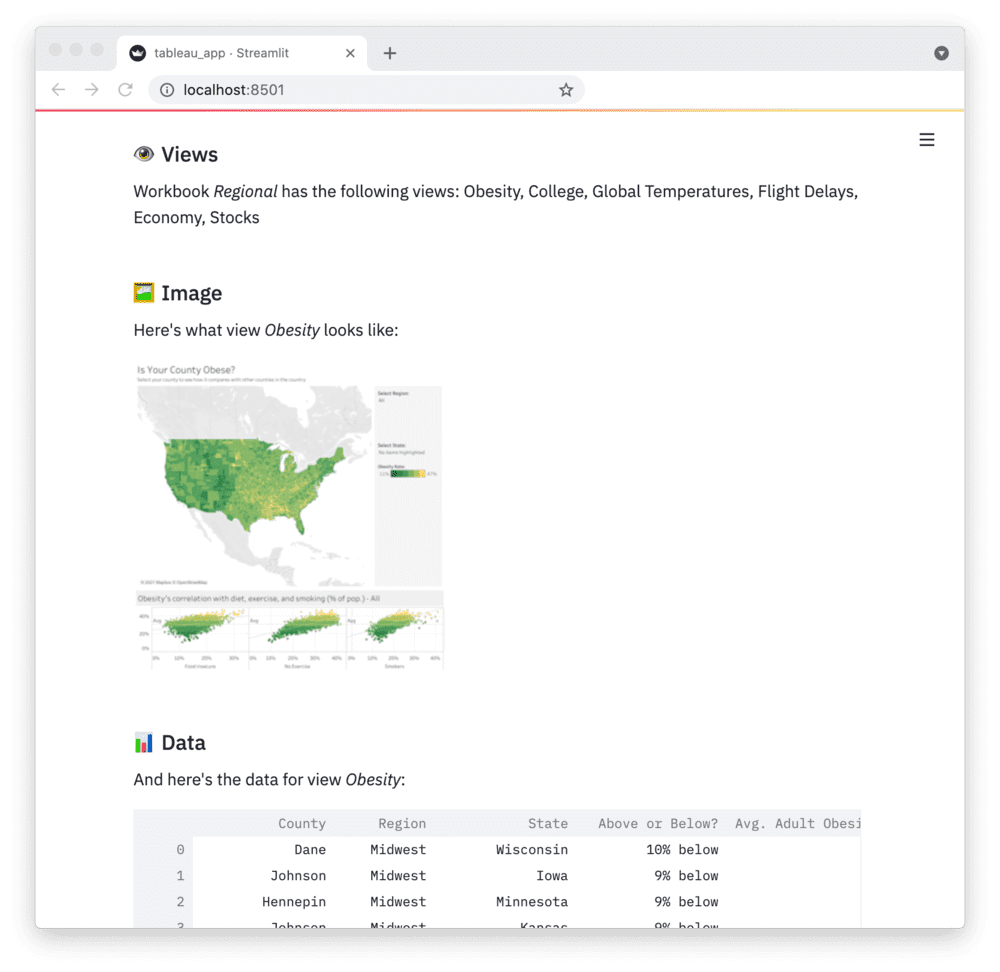 tableau_app · Streamlit
localhost:8501
Views
Workbook Regional has the following views: Obesity, College, Global Temperatures, Flight Delays,
Economy, Stocks
Image
Here's what view Obesity looks like:
Is Your County Obese?
Select your county to see how it compares with other counties in the country
Select Region:
All
Select State:
No items highlighted
Obesity Rate:
11% 47%
© 2021 Mapbox © OpenStreetMap
Obesity's correlation with diet, exercise, and smoking (% of pop.) - All
40% Avg Avg Avg
20%
0%
0% 10% 20% 30% 0% 10% 20% 30% 40% 0% 10% 20% 30% 40%
Food Insecure No Exercise Smokers
Data
And here's the data for view Obesity:
County Region State Above or Below? Avg. Adult Obesi
0 Dane Midwest Wisconsin 10% below
1 Johnson Midwest Iowa 9% below
2 Hennepin Midwest Minnesota 9% below
3 Johnson Midwest Kansas 9% below